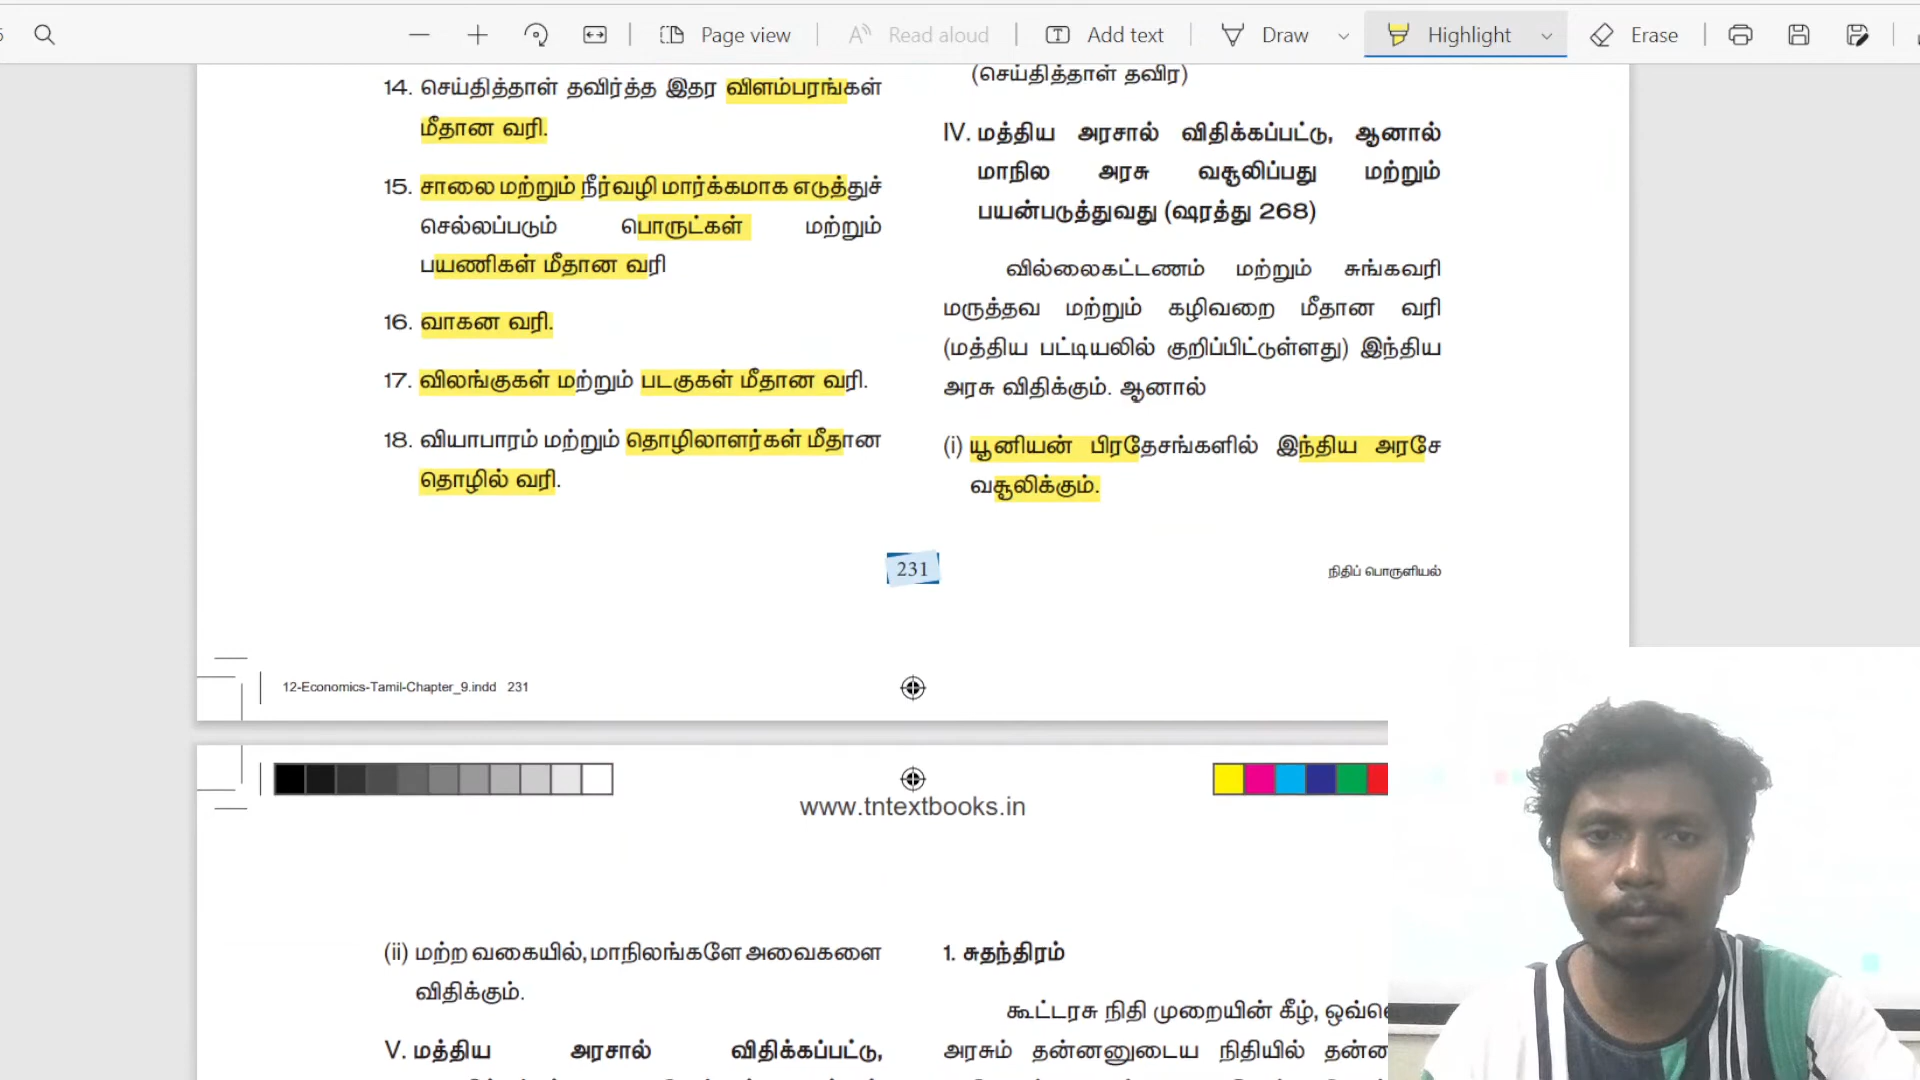 Page view
Read aloud
Add text
Draw
Highlight
Erase
14. செய்தித்தாள் தவிர்த்த இதர விளம்பரங்கள்
மீதான வரி.
15. சாலை மற்றும் நீர்வழி மார்க்கமாக எடுத்துச்
செல்லப்படும் பொருட்கள் மற்றும்
பயணிகள் மீதான வரி
16. வாகன வரி.
17. விலங்குகள் மற்றும் படகுகள் மீதான வரி.
18. வியாபாரம் மற்றும் தொழிலாளர்கள் மீதான
தொழில் வரி.
(செய்தித்தாள் தவிர)
IV. மத்திய அரசால் விதிக்கப்பட்டு, ஆனால்
மாநில அரசு வசூலிப்பது மற்றும்
பயன்படுத்துவது (ஷரத்து 268)
வில்லைகட்டணம் மற்றும் சுங்கவரி
மருத்தவ மற்றும் கழிவறை மீதான வரி
(மத்திய பட்டியலில் குறிப்பிட்டுள்ளது) இந்திய
அரசு விதிக்கும். ஆனால்
(i) யூனியன் பிரதேசங்களில் இந்திய அரசே
வசூலிக்கும்.
231
நிதிப் பொருளியல்
12-Economics-Tamil-Chapter_9.indd 231
www.tntextbooks.in
(ii) மற்ற வகையில், மாநிலங்களே அவைகளை
விதிக்கும்.
V. மத்திய அரசால் விதிக்கப்பட்டு,
1. சுதந்திரம்
கூட்டரசு நிதி முறையின் கீழ்,
அரசும் தன்னனுடைய நிதியில்